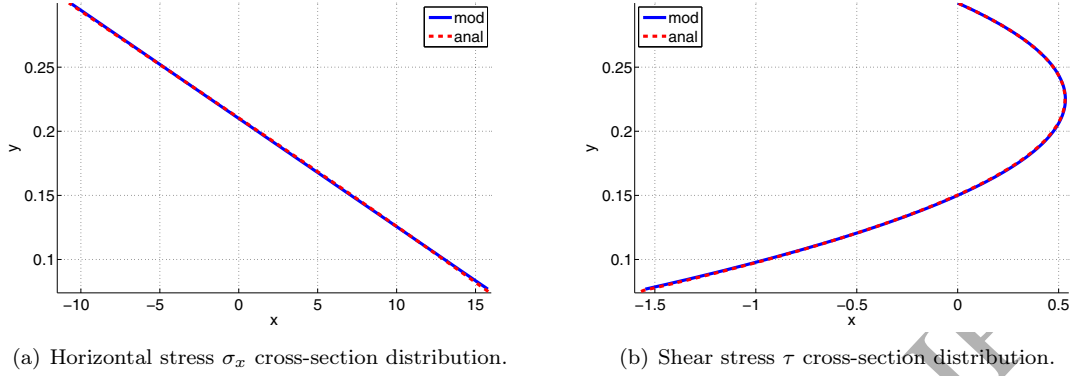 mod
anal
0.25
0.2
0.15
0.1
y
−10
−5
0
5
10
15
x
(a) Horizontal stress σx cross-section distribution.
mod
anal
0.25
0.2
0.15
0.1
y
−1.5
−1
−0.5
0
0.5
x
(b) Shear stress τ cross-section distribution.